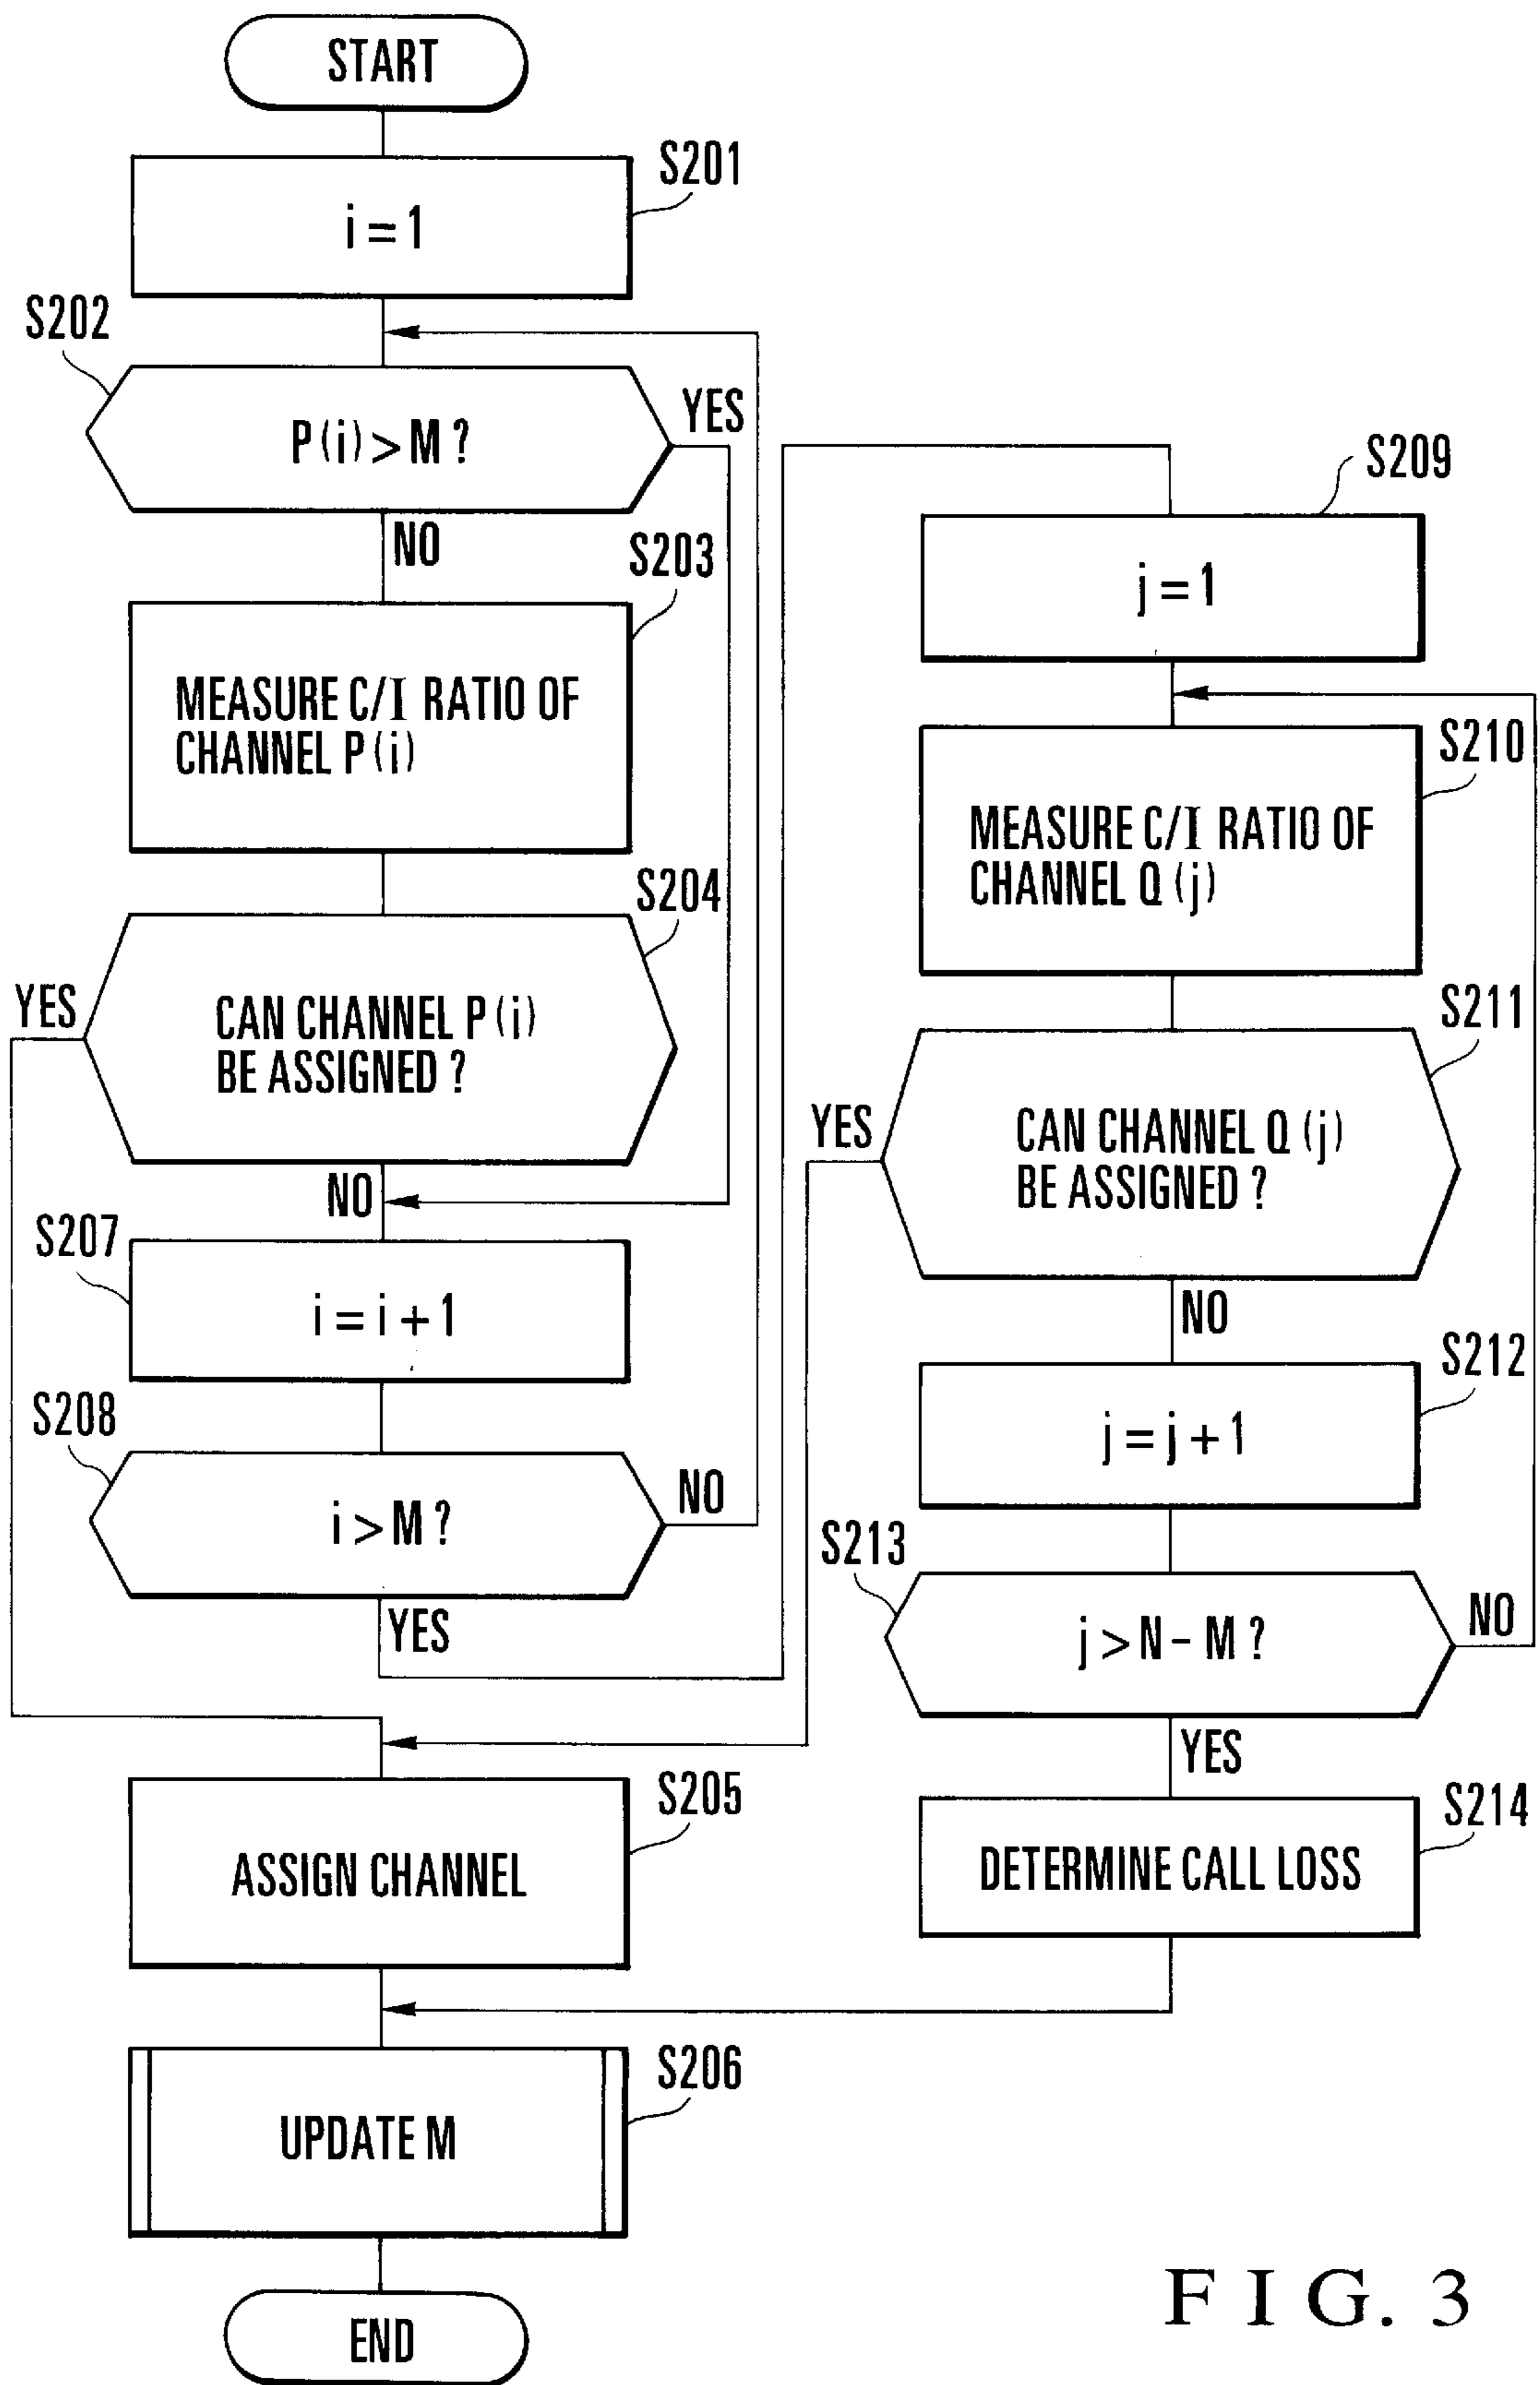 START
S201
i = 1
S202
P(i) > M ?
YES
NO
S203
MEASURE C/I RATIO OF
CHANNEL P(i)
S204
YES
CAN CHANNEL P(i)
BE ASSIGNED ?
NO
S207
i = i + 1
S208
i > M ?
NO
YES
S209
j = 1
S210
MEASURE C/I RATIO OF
CHANNEL Q (j)
S211
YES
CAN CHANNEL Q (j)
BE ASSIGNED ?
NO
S212
j = j + 1
S213
j > N - M ?
NO
YES
S205
ASSIGN CHANNEL
S214
DETERMINE CALL LOSS
S206
UPDATE M
END
FIG. 3